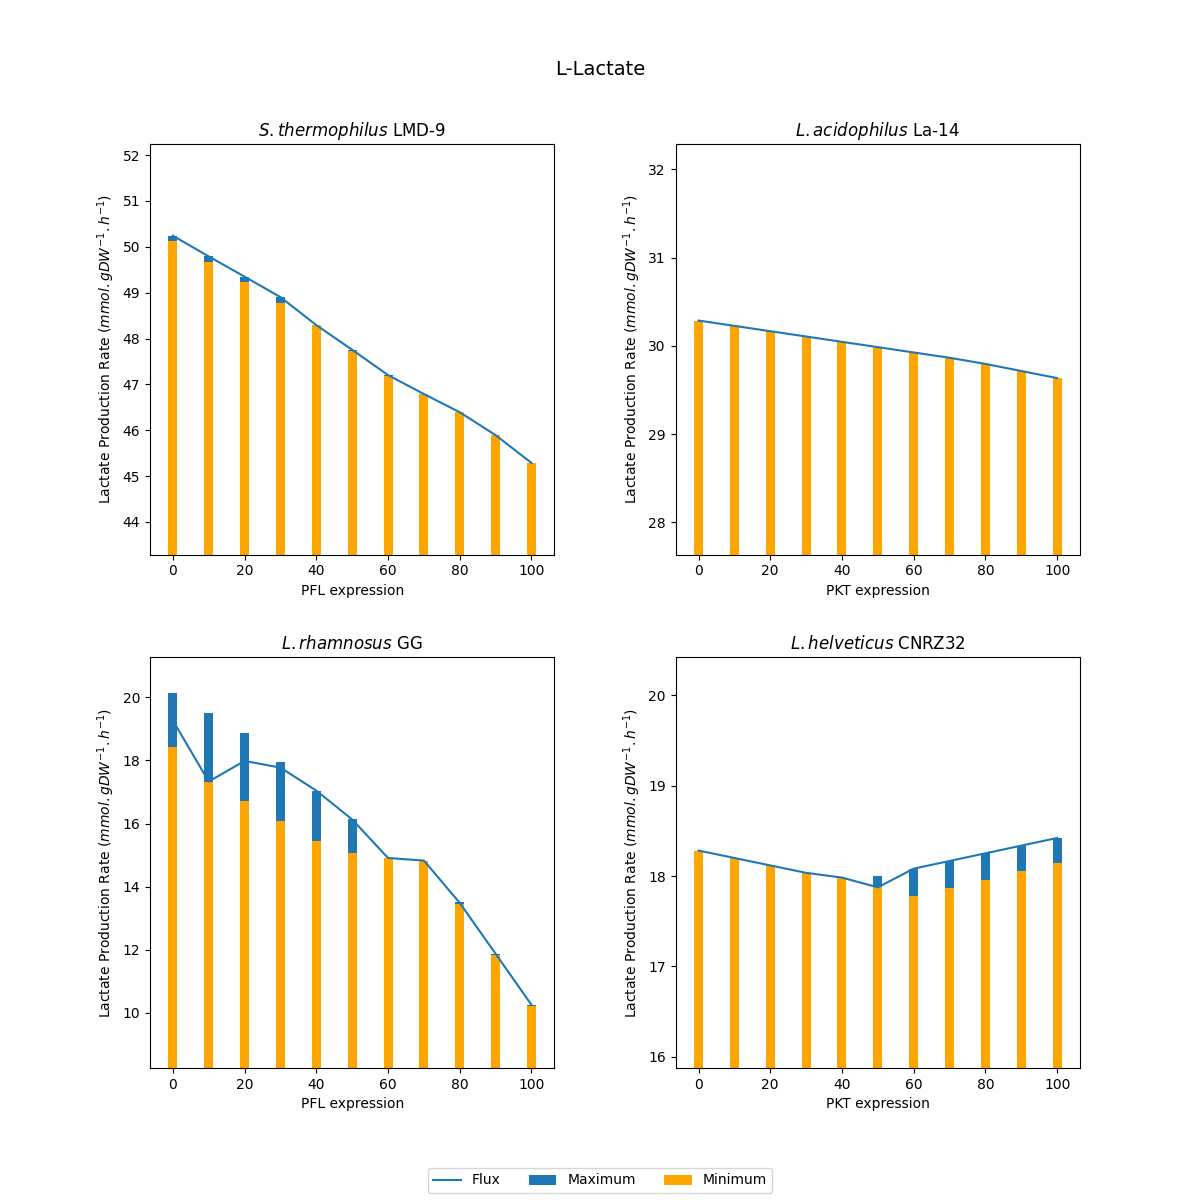 L-Lactate
S.thermophilus LMD-9
L.acidophilus La-14
Lactate Production Rate (mmol.gDW⁻¹.h⁻¹)
52
51
50
49
48
47
46
45
44
0 20 40 60 80 100
PFL expression
Lactate Production Rate (mmol.gDW⁻¹.h⁻¹)
32
31
30
29
28
0 20 40 60 80 100
PKT expression
L.rhamnosus GG
L.helveticus CNRZ32
Lactate Production Rate (mmol.gDW⁻¹.h⁻¹)
20
18
16
14
12
10
0 20 40 60 80 100
PFL expression
Lactate Production Rate (mmol.gDW⁻¹.h⁻¹)
20
19
18
17
16
0 20 40 60 80 100
PKT expression
Flux Maximum Minimum